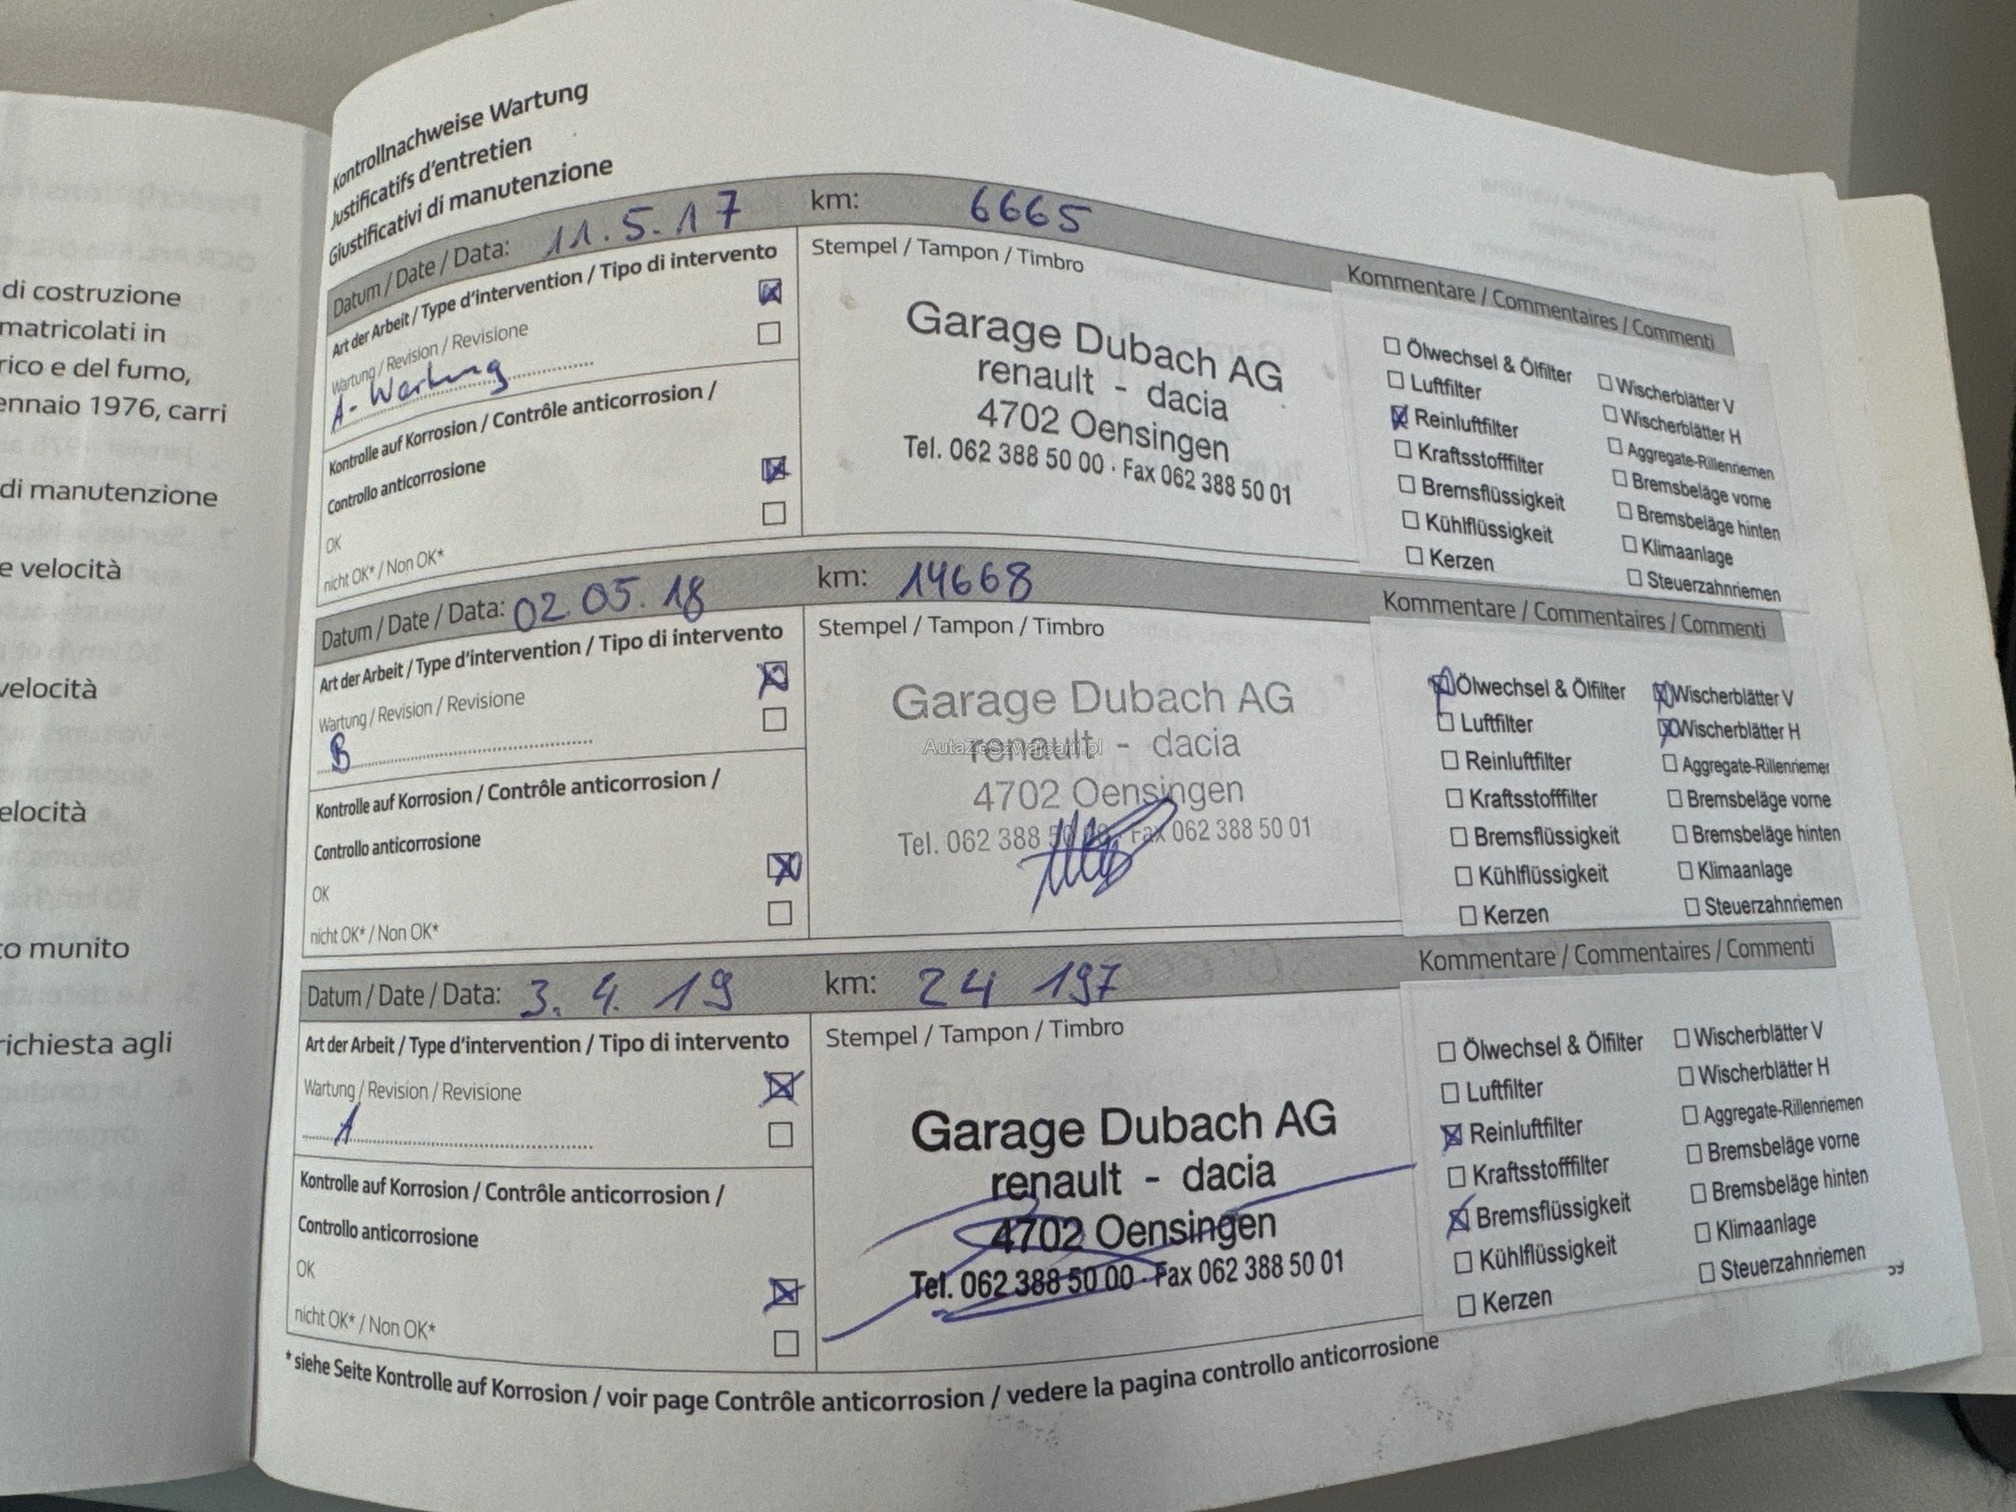 di costruzione
matricolati in
rico e del fumo,
ennaio 1976, carri
di manutenzione
e velocità
velocità
elocità
to munito
richiesta agli
Kontrollnachweise Wartung
Justificatifs d'entretien
Giustificativi di manutenzione
Datum / Date / Data: 11.5.17 km: 6665
Art der Arbeit / Type d'intervention / Tipo di intervento
Wartung / Revision / Revisione
A-Wartung
Kontrolle auf Korrosion / Contrôle anticorrosion /
Controllo anticorrosione
OK
nicht OK* / Non OK*
Stempel / Tampon / Timbro
Garage Dubach AG
renault - dacia
4702 Oensingen
Tel. 062 388 50 00 · Fax 062 388 50 01
Kommentare / Commentaires / Commenti
Ölwechsel & Ölfilter
Luftfilter
Reinluftfilter
Kraftsstofffilter
Bremsflüssigkeit
Kühlflüssigkeit
Kerzen
Wischerblätter V
Wischerblätter H
Aggregate-Rillenriemen
Bremsbeläge vorne
Bremsbeläge hinten
Klimaanlage
Steuerzahnriemen
Datum / Date / Data: 02.05.18 km: 14668
Art der Arbeit / Type d'intervention / Tipo di intervento
Wartung / Revision / Revisione
B
Kontrolle auf Korrosion / Contrôle anticorrosion /
Controllo anticorrosione
OK
nicht OK* / Non OK*
Stempel / Tampon / Timbro
Garage Dubach AG
AutaZeSzwajcarii.pl
renault - dacia
4702 Oensingen
Tel. 062 388 50 00 · Fax 062 388 50 01
Kommentare / Commentaires / Commenti
Ölwechsel & Ölfilter
Luftfilter
Reinluftfilter
Kraftsstofffilter
Bremsflüssigkeit
Kühlflüssigkeit
Kerzen
Wischerblätter V
Wischerblätter H
Aggregate-Rillenriemer
Bremsbeläge vorne
Bremsbeläge hinten
Klimaanlage
Steuerzahnriemen
Datum / Date / Data: 3. 4. 19 km: 24 197
Art der Arbeit / Type d'intervention / Tipo di intervento
Wartung / Revision / Revisione
A
Kontrolle auf Korrosion / Contrôle anticorrosion /
Controllo anticorrosione
OK
nicht OK* / Non OK*
Stempel / Tampon / Timbro
Garage Dubach AG
renault - dacia
4702 Oensingen
Tel. 062 388 50 00 · Fax 062 388 50 01
Kommentare / Commentaires / Commenti
Ölwechsel & Ölfilter
Luftfilter
Reinluftfilter
Kraftsstofffilter
Bremsflüssigkeit
Kühlflüssigkeit
Kerzen
Wischerblätter V
Wischerblätter H
Aggregate-Rillenriemen
Bremsbeläge vorne
Bremsbeläge hinten
Klimaanlage
Steuerzahnriemen
* siehe Seite Kontrolle auf Korrosion / voir page Contrôle anticorrosion / vedere la pagina controllo anticorrosione